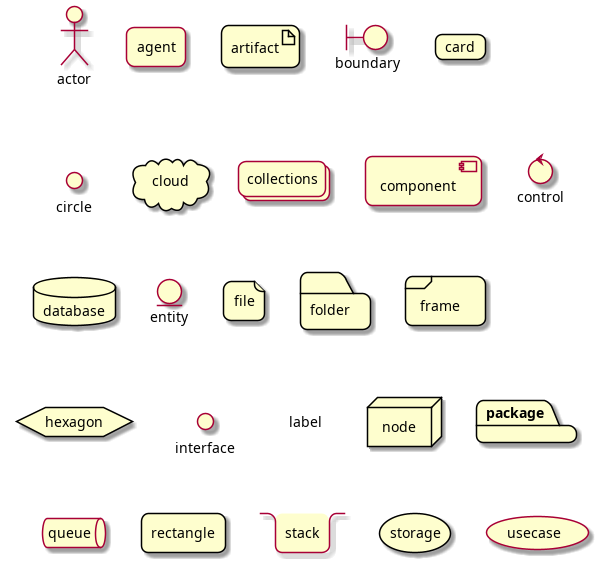 actor
agent
artifact
boundary
card
circle
cloud
collections
component
control
database
entity
file
folder
frame
hexagon
interface
label
node
package
queue
rectangle
stack
storage
usecase